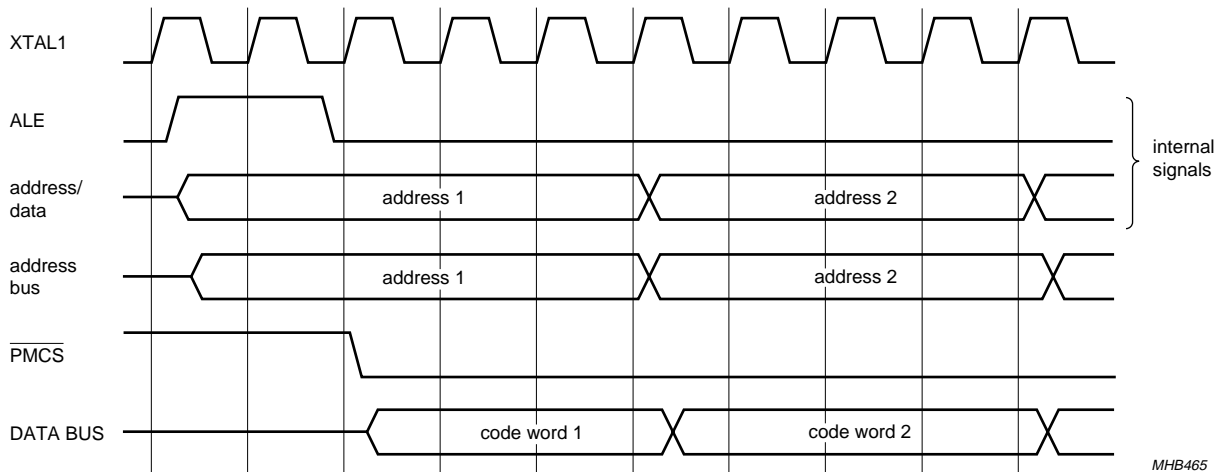 XTAL1
ALE
internal
signals
address/
data
address 1
address 2
address
bus
address 1
address 2
PMCS
DATA BUS
code word 1
code word 2
MHB465